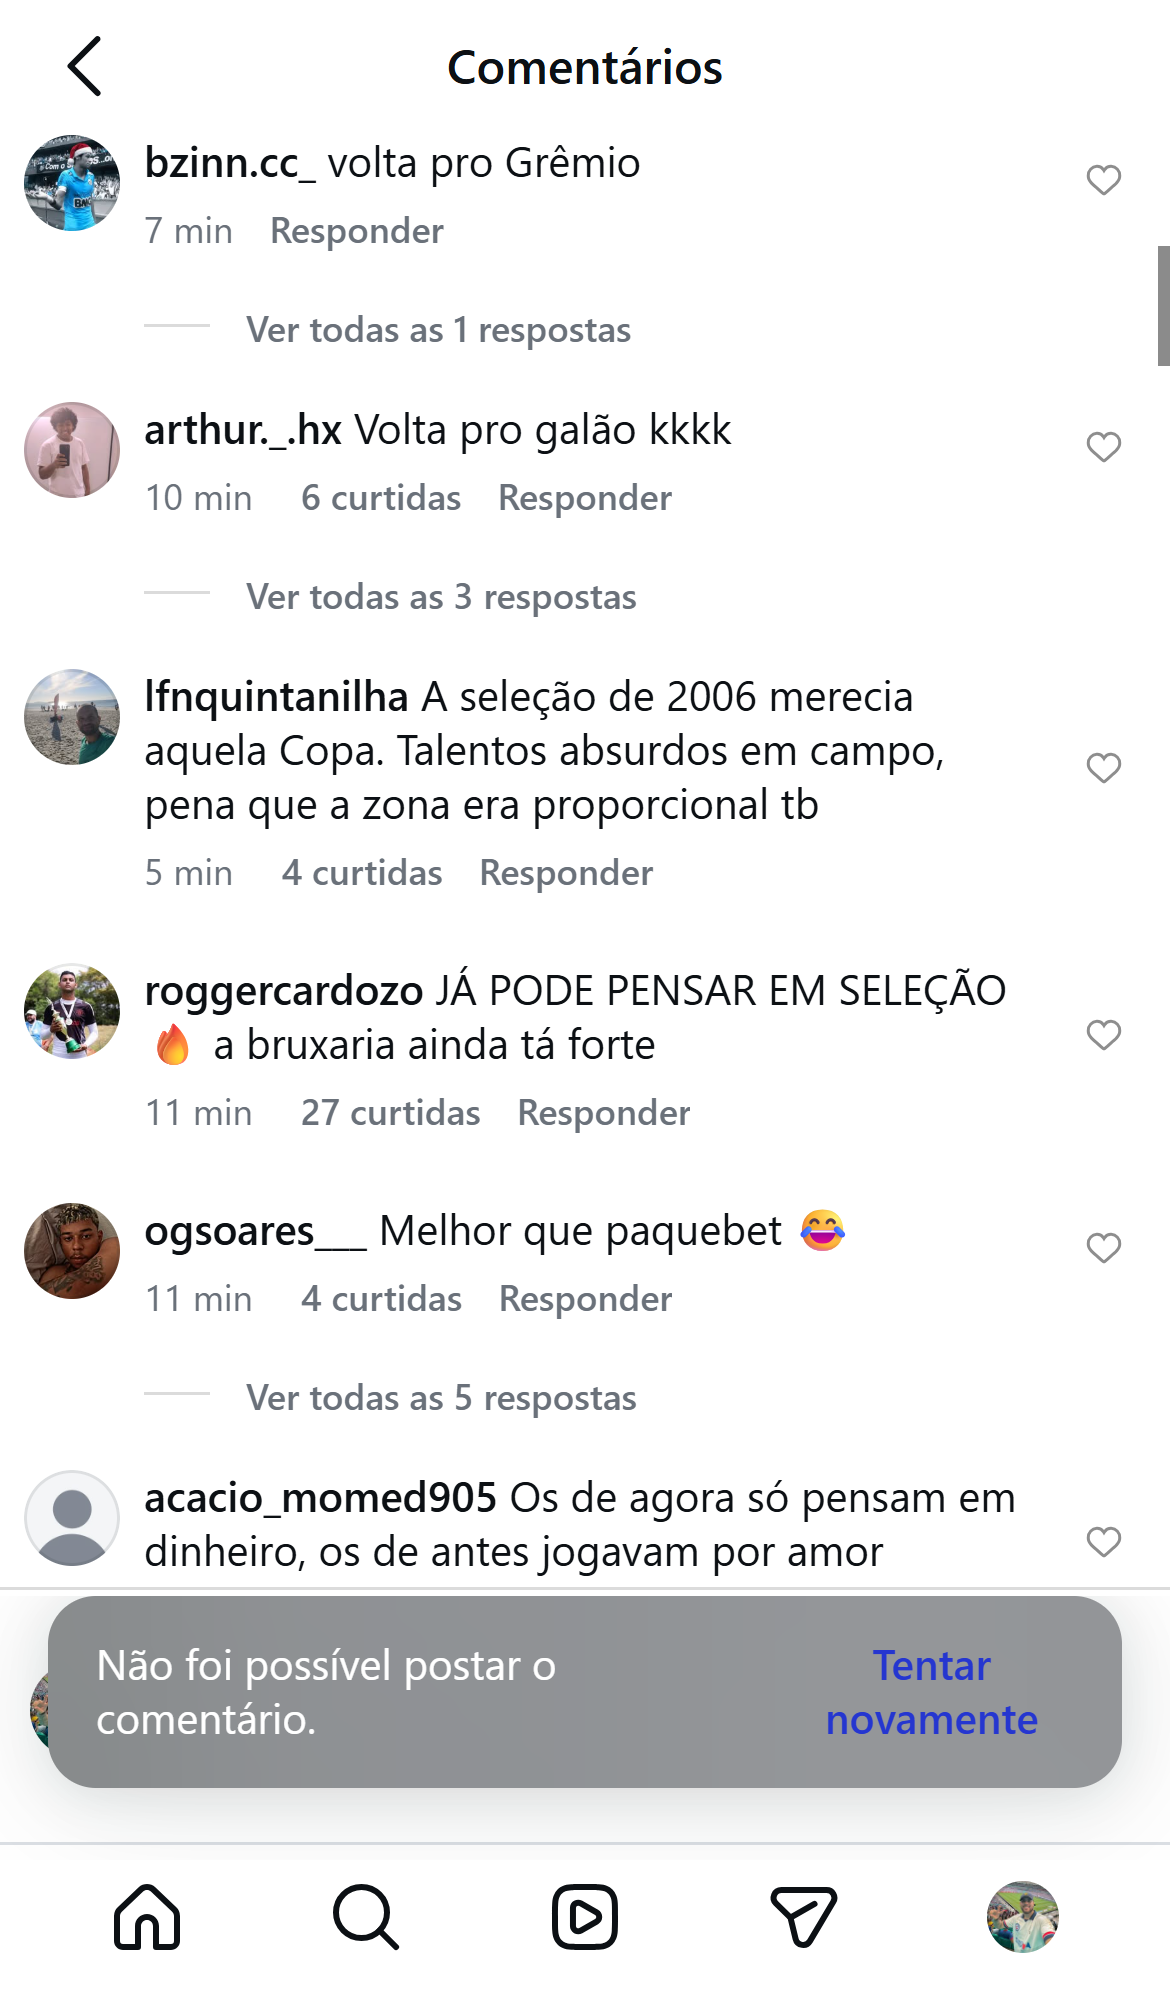 Comentários
bzinn.cc_ volta pro Grêmio
7 min Responder
Ver todas as 1 respostas
arthur._.hx Volta pro galão kkkk
10 min 6 curtidas Responder
Ver todas as 3 respostas
lfnquintanilha A seleção de 2006 merecia
aquela Copa. Talentos absurdos em campo,
pena que a zona era proporcional tb
5 min 4 curtidas Responder
roggercardozo JÁ PODE PENSAR EM SELEÇÃO
🔥 a bruxaria ainda tá forte
11 min 27 curtidas Responder
ogsoares___ Melhor que paquebet 😂
11 min 4 curtidas Responder
Ver todas as 5 respostas
acacio_momed905 Os de agora só pensam em
dinheiro, os de antes jogavam por amor
Não foi possível postar o
comentário.
Tentar
novamente